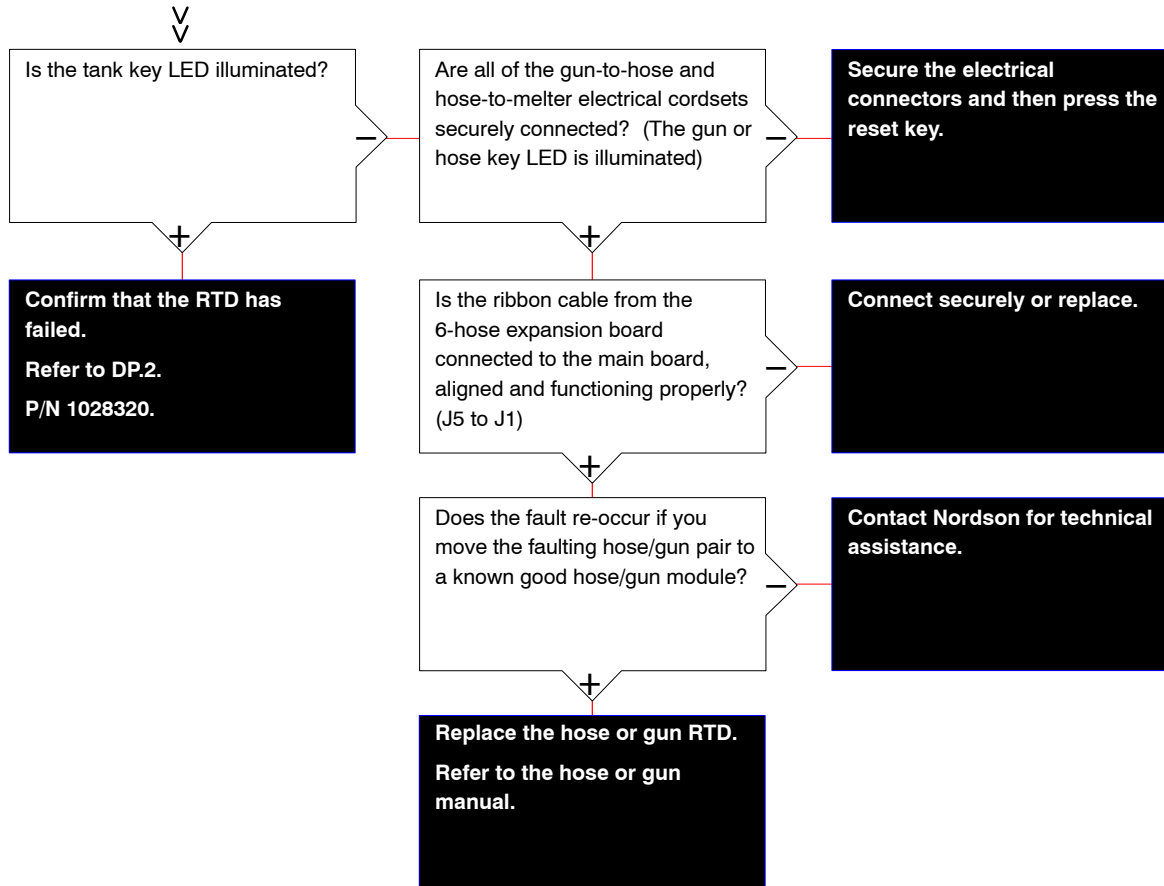 Is the tank key LED illuminated?
−
Are all of the gun-to-hose and
hose-to-melter electrical cordsets
securely connected?  (The gun or
hose key LED is illuminated)
−
Secure the electrical
connectors and then press the
reset key.
+
+
Confirm that the RTD has
failed.
Refer to DP.2.
P/N 1028320.
Is the ribbon cable from the
6-hose expansion board
connected to the main board,
aligned and functioning properly?
(J5 to J1)
−
Connect securely or replace.
+
Does the fault re-occur if you
move the faulting hose/gun pair to
a known good hose/gun module?
−
Contact Nordson for technical
assistance.
+
Replace the hose or gun RTD.
Refer to the hose or gun
manual.